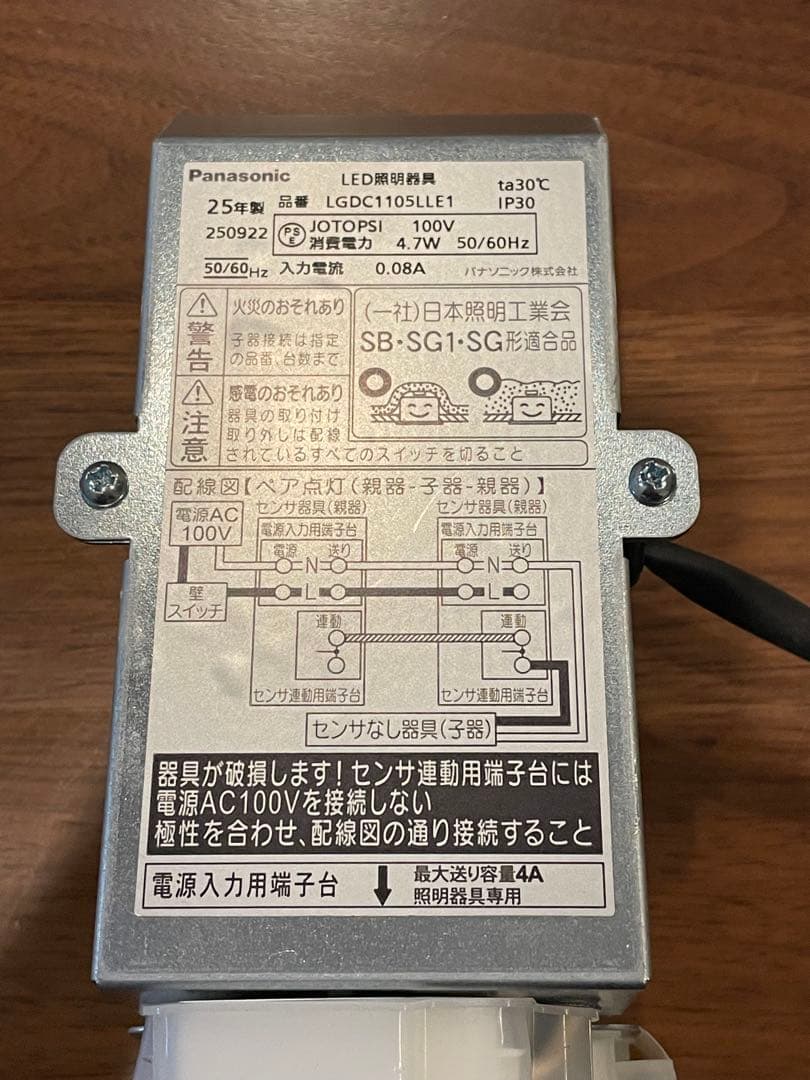 Panasonic
LED照明器具
ta30℃
25年製 品番 LGDC1105LLE1
IP30
250922
PSE
JOTOPSI 100V
消費電力 4.7W 50/60Hz
50/60Hz 入力電流 0.08A
パナソニック株式会社
警告
火災のおそれあり
子器接続は指定
の品番、台数まで
注意
感電のおそれあり
器具の取り付け
取り外しは配線
されているすべてのスイッチを切ること
(一社)日本照明工業会
SB・SG1・SG形適合品
配線図【ペア点灯(親器-子器-親器)】
電源AC
100V
壁
スイッチ
センサ器具(親器)
電源入力用端子台
電源 送り
N
L
連動
センサ連動用端子台
センサ器具(親器)
電源入力用端子台
電源 送り
N
L
連動
センサ連動用端子台
センサなし器具(子器)
器具が破損します!センサ連動用端子台には
電源AC100Vを接続しない
極性を合わせ、配線図の通り接続すること
電源入力用端子台
最大送り容量4A
照明器具専用